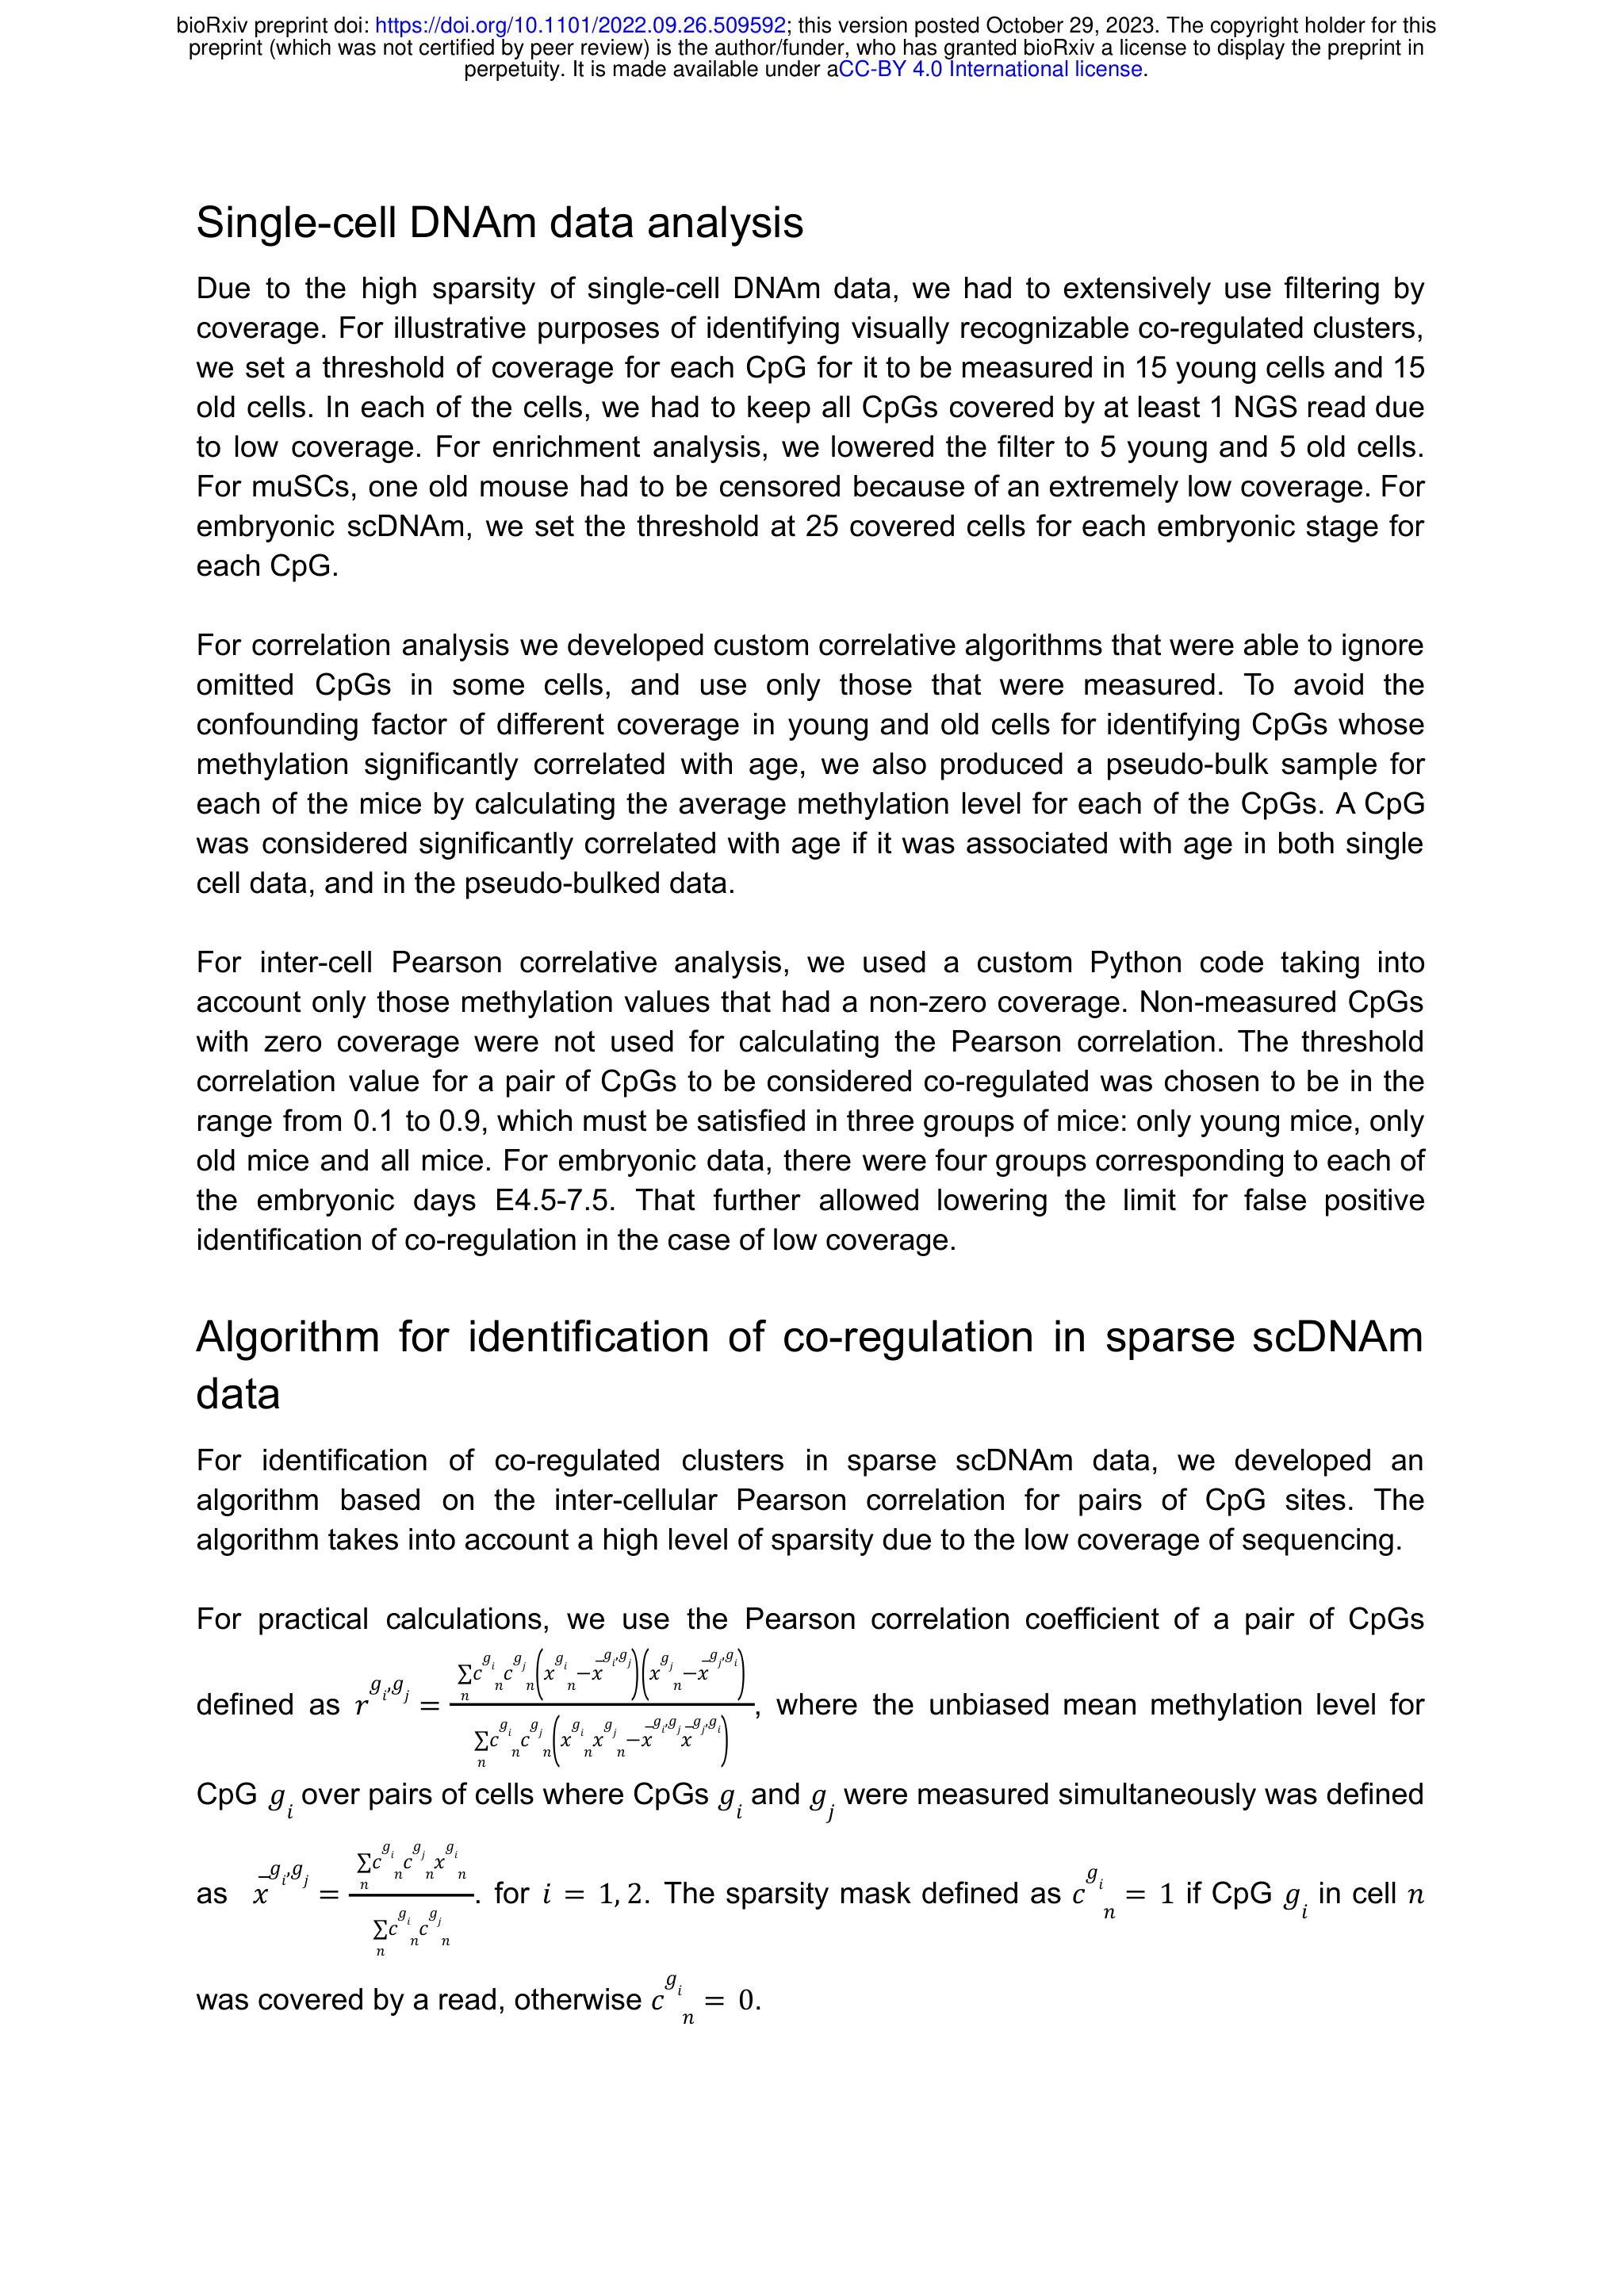 bioRxiv preprint doi: https://doi.org/10.1101/2022.09.26.509592; this version posted October 29, 2023. The copyright holder for this
preprint (which was not certified by peer review) is the author/funder, who has granted bioRxiv a license to display the preprint in
perpetuity. It is made available under aCC-BY 4.0 International license.
Single-cell DNAm data analysis
Due to the high sparsity of single-cell DNAm data, we had to extensively use filtering by
coverage. For illustrative purposes of identifying visually recognizable co-regulated clusters,
we set a threshold of coverage for each CpG for it to be measured in 15 young cells and 15
old cells. In each of the cells, we had to keep all CpGs covered by at least 1 NGS read due
to low coverage. For enrichment analysis, we lowered the filter to 5 young and 5 old cells.
For muSCs, one old mouse had to be censored because of an extremely low coverage. For
embryonic scDNAm, we set the threshold at 25 covered cells for each embryonic stage for
each CpG.
For correlation analysis we developed custom correlative algorithms that were able to ignore
omitted CpGs in some cells, and use only those that were measured. To avoid the
confounding factor of different coverage in young and old cells for identifying CpGs whose
methylation significantly correlated with age, we also produced a pseudo-bulk sample for
each of the mice by calculating the average methylation level for each of the CpGs. A CpG
was considered significantly correlated with age if it was associated with age in both single
cell data, and in the pseudo-bulked data.
For inter-cell Pearson correlative analysis, we used a custom Python code taking into
account only those methylation values that had a non-zero coverage. Non-measured CpGs
with zero coverage were not used for calculating the Pearson correlation. The threshold
correlation value for a pair of CpGs to be considered co-regulated was chosen to be in the
range from 0.1 to 0.9, which must be satisfied in three groups of mice: only young mice, only
old mice and all mice. For embryonic data, there were four groups corresponding to each of
the embryonic days E4.5-7.5. That further allowed lowering the limit for false positive
identification of co-regulation in the case of low coverage.
Algorithm for identification of co-regulation in sparse scDNAm
data
For identification of co-regulated clusters in sparse scDNAm data, we developed an
algorithm based on the inter-cellular Pearson correlation for pairs of CpG sites. The
algorithm takes into account a high level of sparsity due to the low coverage of sequencing.
For practical calculations, we use the Pearson correlation coefficient of a pair of CpGs
defined as $r^{g_i,g_j} = \frac{\sum_n c^{g_i}_n c^{g_j}_n \left(x^{g_i}_n - \bar{x}^{g_i,g_j}\right)\left(x^{g_j}_n - \bar{x}^{g_j,g_i}\right)}{\sum_n c^{g_i}_n c^{g_j}_n \left(x^{g_i}_n x^{g_j}_n - \bar{x}^{g_i,g_j} \bar{x}^{g_j,g_i}\right)}$, where the unbiased mean methylation level for
CpG $g_i$ over pairs of cells where CpGs $g_i$ and $g_j$ were measured simultaneously was defined
as $\bar{x}^{g_i,g_j} = \frac{\sum_n c^{g_i}_n c^{g_j}_n x^{g_i}_n}{\sum_n c^{g_i}_n c^{g_j}_n}$. for $i = 1, 2$. The sparsity mask defined as $c^{g_i}_n = 1$ if CpG $g_i$ in cell $n$
was covered by a read, otherwise $c^{g_i}_n = 0$.